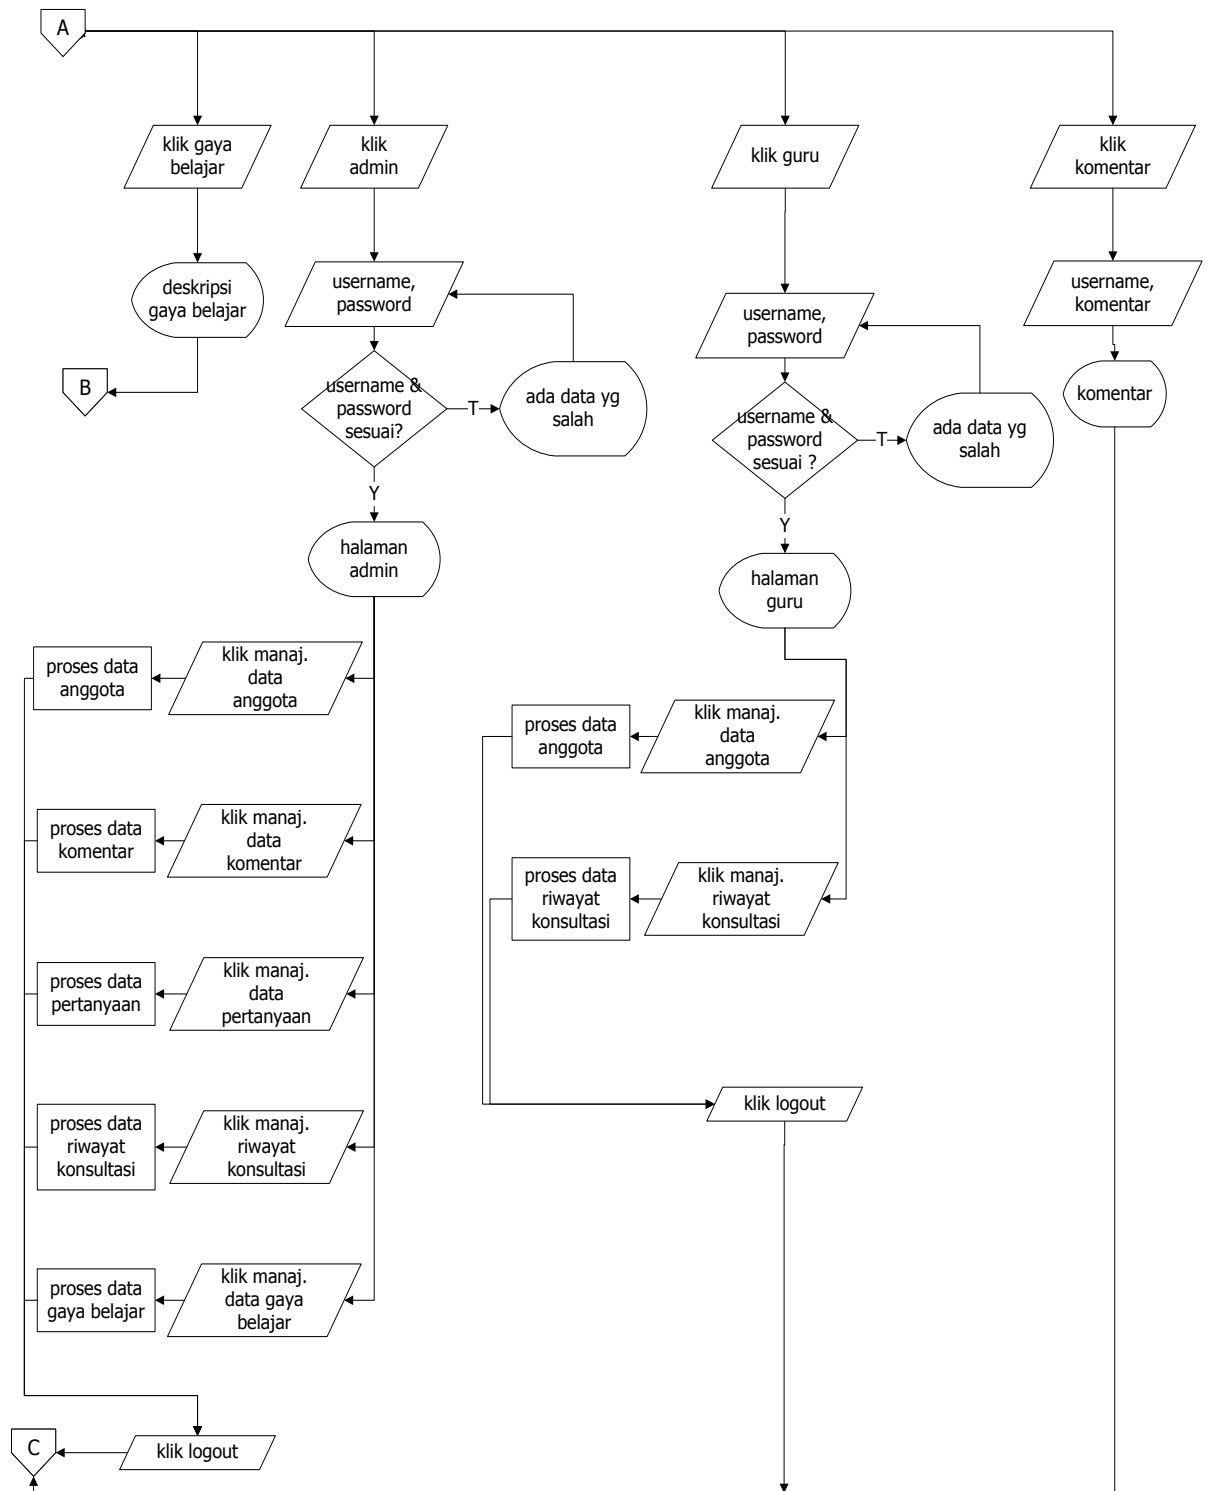 A
klik gaya
belajar
klik
admin
klik guru
klik
komentar
deskripsi
gaya belajar
username,
password
username,
password
username,
komentar
B
username &
password
sesuai?
T
ada data yg
salah
username &
password
sesuai ?
T
ada data yg
salah
komentar
Y
halaman
admin
Y
halaman
guru
proses data
anggota
klik manaj.
data
anggota
proses data
anggota
klik manaj.
data
anggota
proses data
komentar
klik manaj.
data
komentar
proses data
riwayat
konsultasi
klik manaj.
riwayat
konsultasi
proses data
pertanyaan
klik manaj.
data
pertanyaan
proses data
riwayat
konsultasi
klik manaj.
riwayat
konsultasi
klik logout
proses data
gaya belajar
klik manaj.
data gaya
belajar
C
klik logout